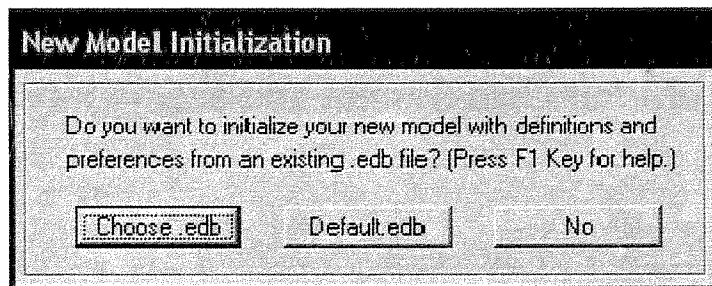 New Model Initialization
Do you want to initialize your new model with definitions and
preferences from an existing .edb file? (Press F1 Key for help.)
Choose .edb
Default.edb
No